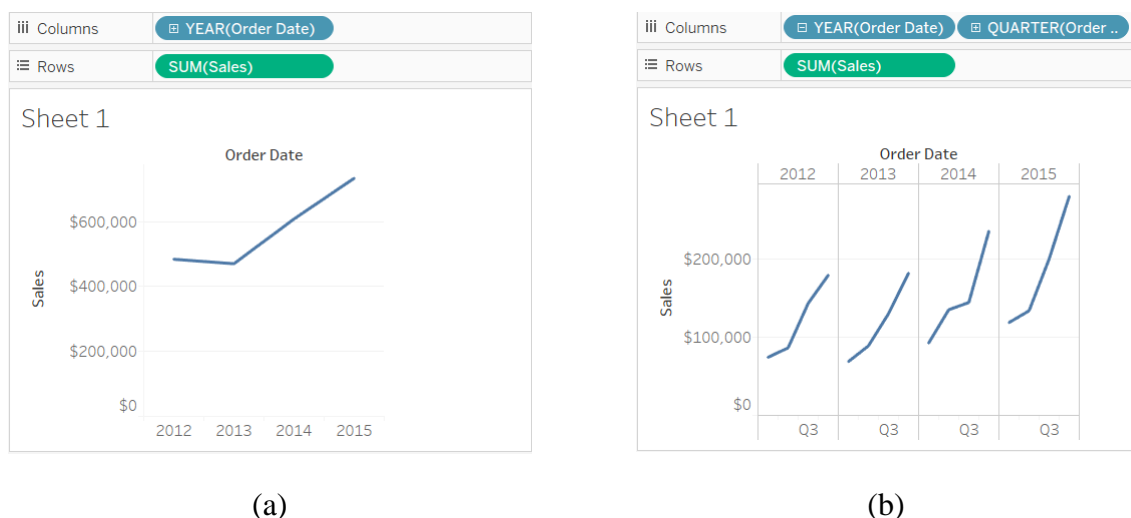 Columns
YEAR(Order Date)
Rows
SUM(Sales)
Sheet 1
Order Date
$600,000
$400,000
$200,000
$0
Sales
2012 2013 2014 2015
(a)
Columns
YEAR(Order Date) QUARTER(Order ..
Rows
SUM(Sales)
Sheet 1
Order Date
2012 2013 2014 2015
$200,000
$100,000
$0
Sales
Q3 Q3 Q3 Q3
(b)